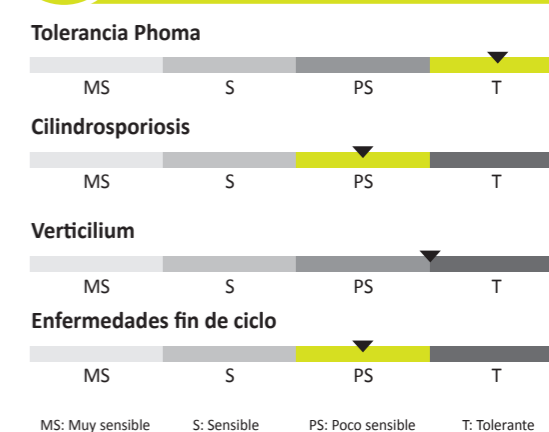 Tolerancia Phoma
MS S PS T
Cilindrosporiosis
MS S PS T
Verticilium
MS S PS T
Enfermedades fin de ciclo
MS S PS T
MS: Muy sensible S: Sensible PS: Poco sensible T: Tolerante